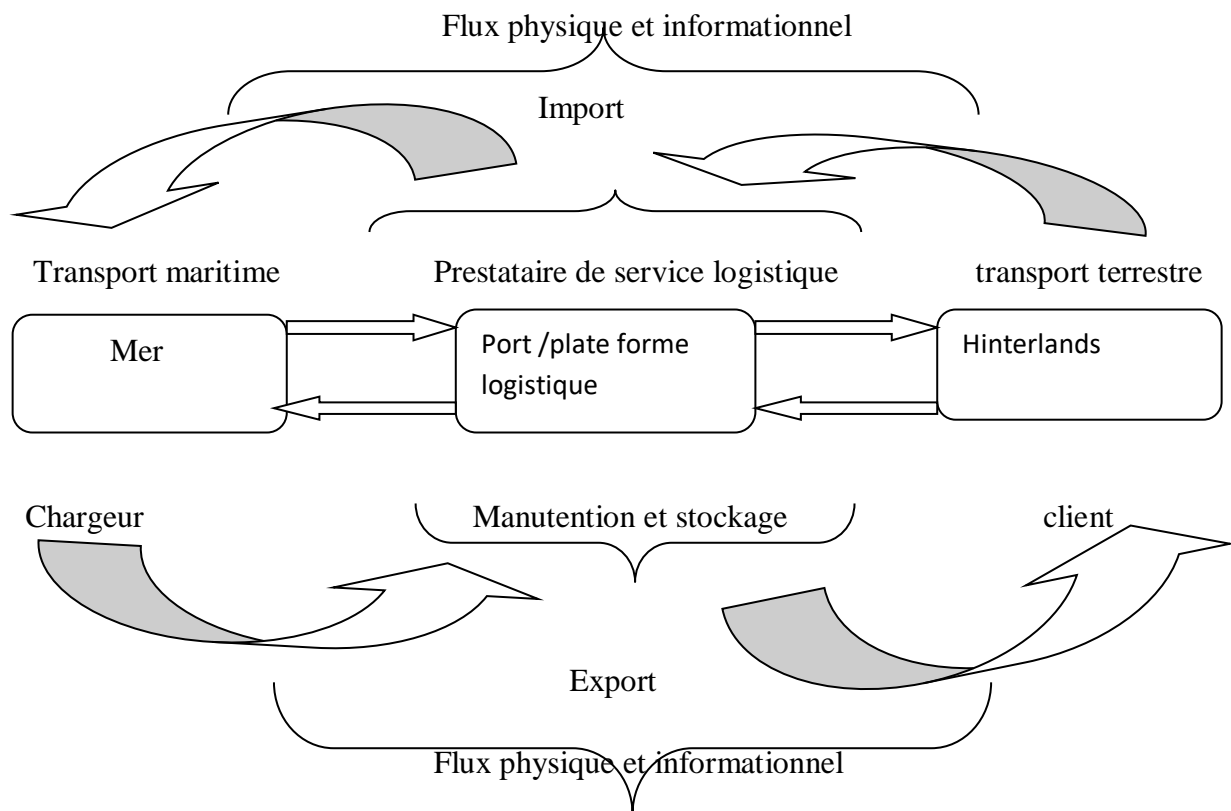 Flux physique et informationnel
Import
Transport maritime
Prestataire de service logistique
transport terrestre
Mer
Port /plate forme
logistique
Hinterlands
Chargeur
Manutention et stockage
client
Export
Flux physique et informationnel